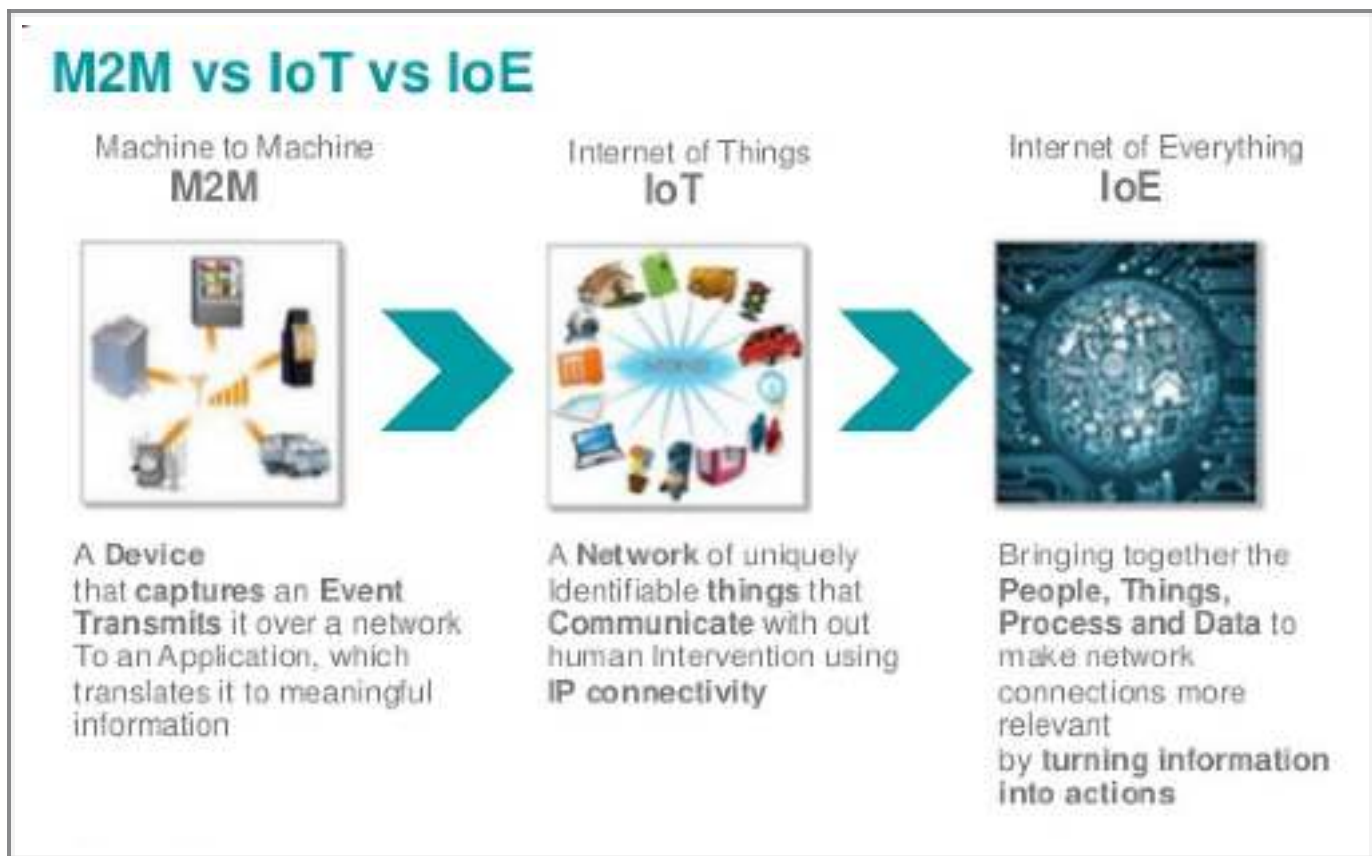 M2M vs IoT vs IoE
Machine to Machine
M2M
Internet of Things
IoT
Internet of Everything
IoE
A Device
that captures an Event
Transmits it over a network
To an Application, which
translates it to meaningful
information
A Network of uniquely
Identifiable things that
Communicate with out
human Intervention using
IP connectivity
Bringing together the
People, Things,
Process and Data to
make network
connections more
relevant
by turning information
into actions